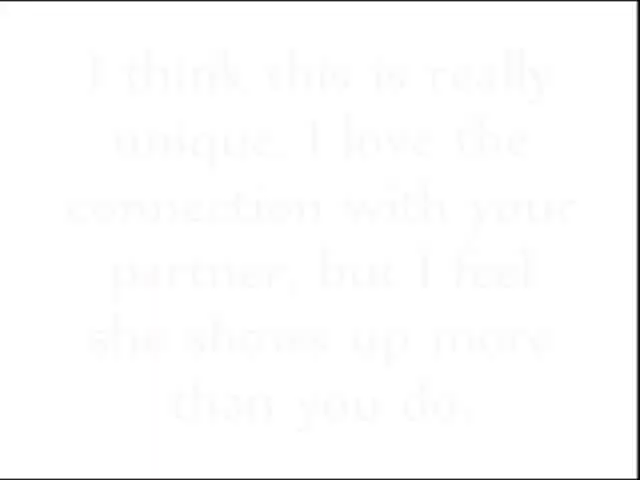 I think this is really
unique. I love the
connection with your
partner, but I feel
she shows up more
than you do.